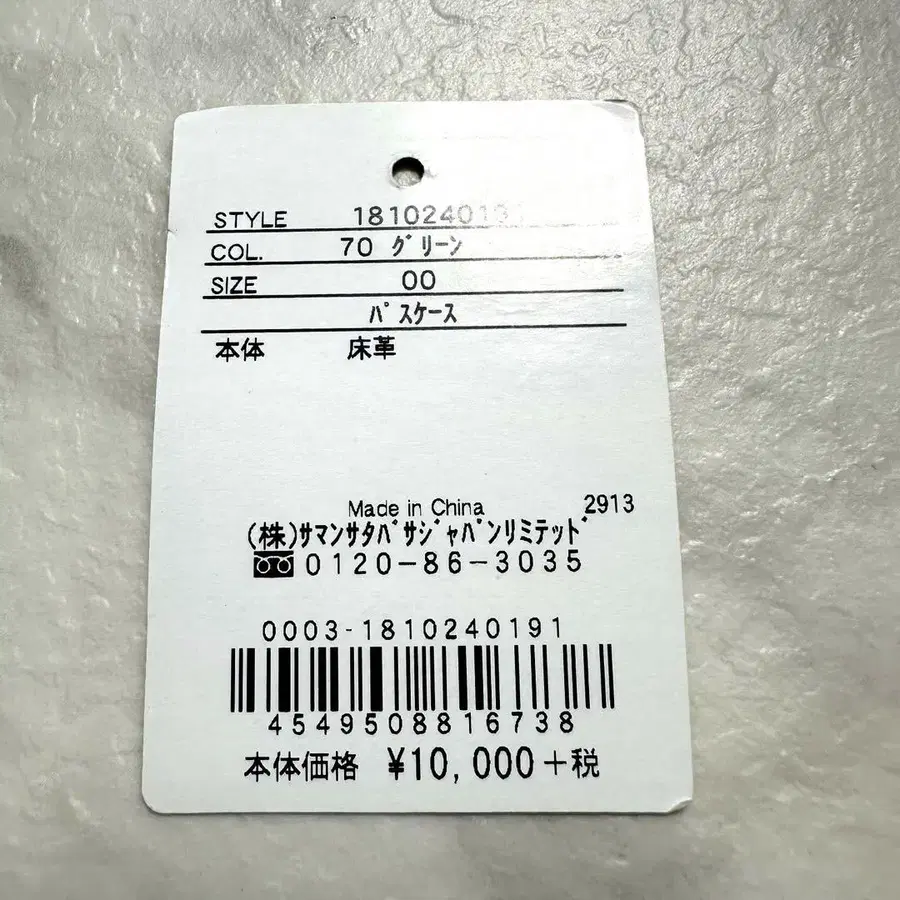 STYLE 1810240191
COL. 70 グリーン
SIZE 00
パスケース
本体 床革
Made in China 2913
(株)サマンサタバサジャパンリミテッド
0120-86-3035
0003-1810240191
4549508816738
本体価格 ¥10,000+税